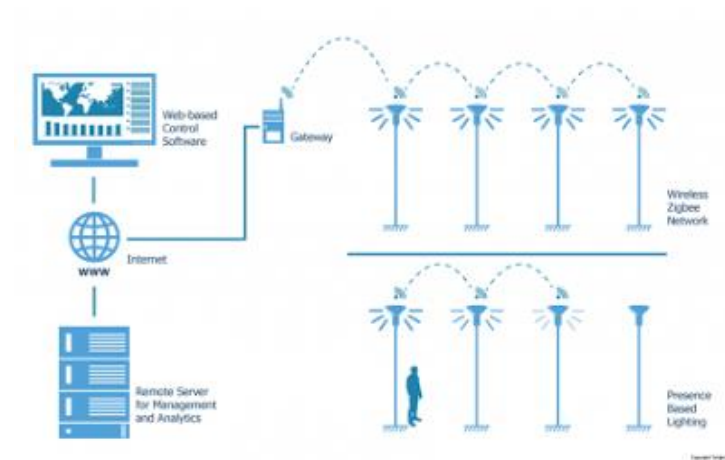 Web-based
Control
Software
Gateway
Wireless
Zigbee
Network
Internet
www
Remote Server
for Management
and Analytics
Presence
Based
Lighting